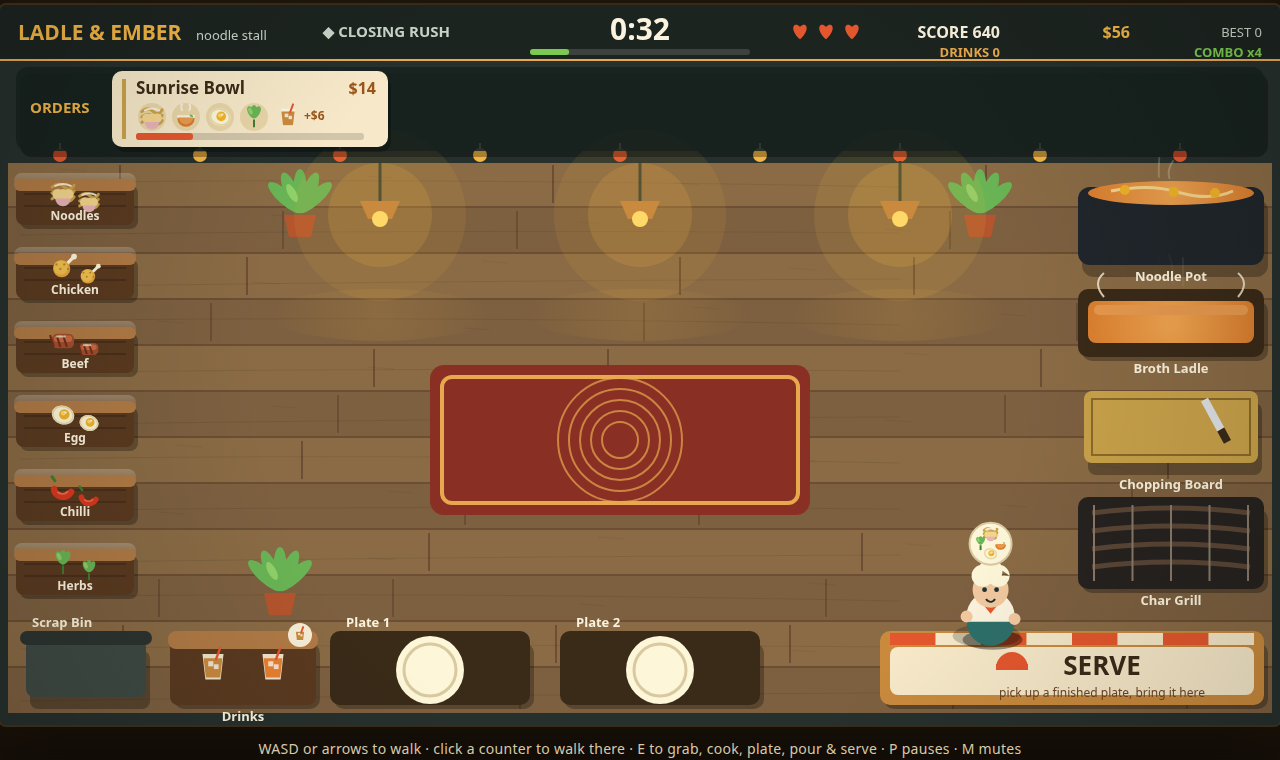 LADLE & EMBER noodle stall
◆ CLOSING RUSH
0:32
SCORE 640
DRINKS 0
$56
BEST 0
COMBO x4
ORDERS
Sunrise Bowl $14
+$6
Noodles
Chicken
Beef
Egg
Chilli
Herbs
Noodle Pot
Broth Ladle
Chopping Board
Char Grill
Scrap Bin
Drinks
Plate 1
Plate 2
SERVE
pick up a finished plate, bring it here
WASD or arrows to walk · click a counter to walk there · E to grab, cook, plate, pour & serve · P pauses · M mutes